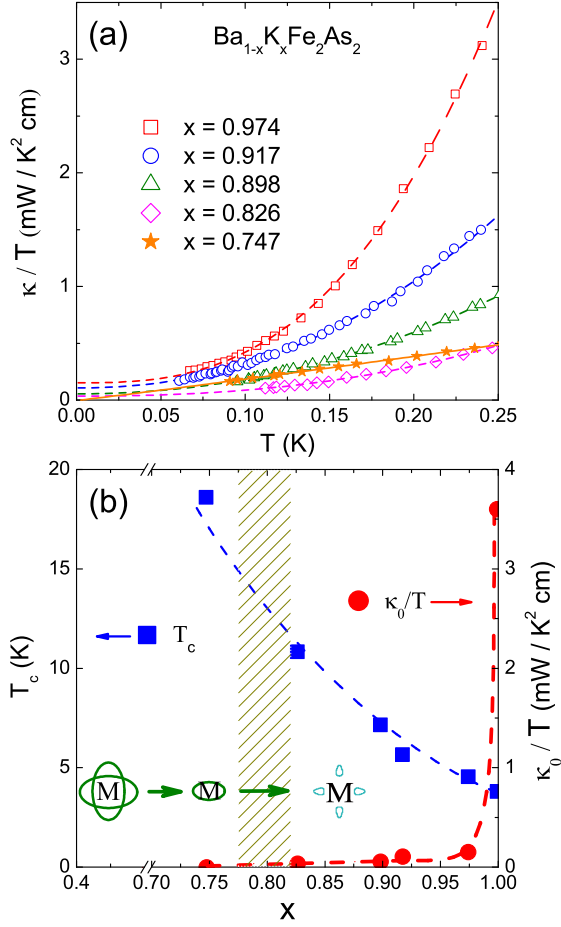 (a)
Ba1-xKxFe2As2
x = 0.974
x = 0.917
x = 0.898
x = 0.826
x = 0.747
κ / T (mW / K² cm)
3
2
1
0
0.00 0.05 0.10 0.15 0.20 0.25
T (K)
(b)
20
15
10
5
0
Tc (K)
Tc
κ0/T
M M M
4
3
2
1
0
κ0 / T (mW / K² cm)
0.4 0.70 0.75 0.80 0.85 0.90 0.95 1.00
x